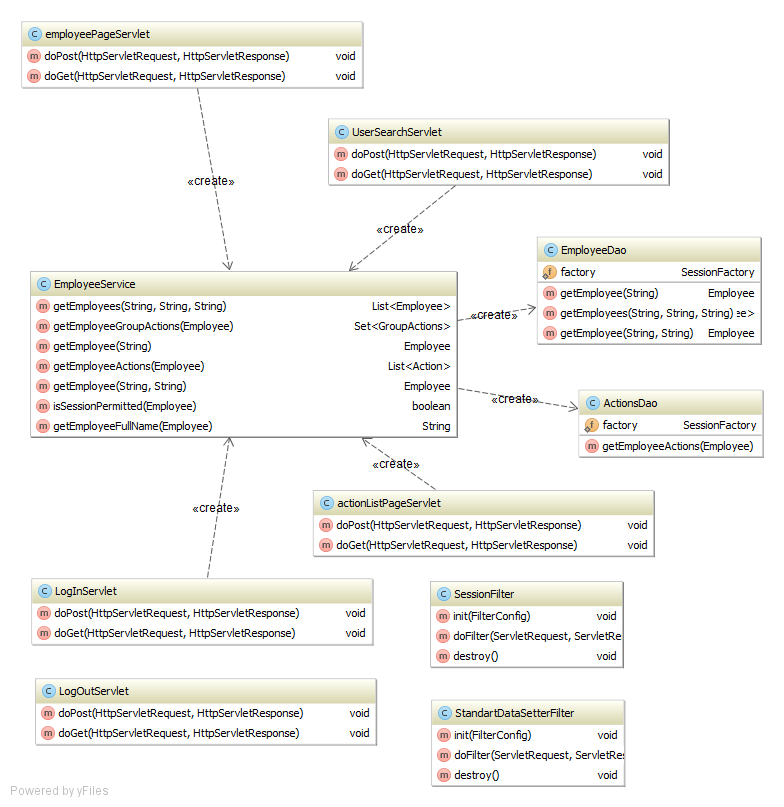 employeePageServlet
doPost(HttpServletRequest, HttpServletResponse) void
doGet(HttpServletRequest, HttpServletResponse) void
«create»
UserSearchServlet
doPost(HttpServletRequest, HttpServletResponse) void
doGet(HttpServletRequest, HttpServletResponse) void
«create»
EmployeeDao
factory SessionFactory
getEmployee(String) Employee
getEmployees(String, String, String) ee>
getEmployee(String, String) Employee
EmployeeService
getEmployees(String, String, String) List<Employee>
getEmployeeGroupActions(Employee) Set<GroupActions>
getEmployee(String) Employee
getEmployeeActions(Employee) List<Action>
getEmployee(String, String) Employee
isSessionPermitted(Employee) boolean
getEmployeeFullName(Employee) String
«create»
«create»
ActionsDao
factory SessionFactory
getEmployeeActions(Employee)
«create»
«create»
actionListPageServlet
doPost(HttpServletRequest, HttpServletResponse) void
doGet(HttpServletRequest, HttpServletResponse) void
LogInServlet
doPost(HttpServletRequest, HttpServletResponse) void
doGet(HttpServletRequest, HttpServletResponse) void
SessionFilter
init(FilterConfig) void
doFilter(ServletRequest, ServletRe
destroy() void
LogOutServlet
doPost(HttpServletRequest, HttpServletResponse) void
doGet(HttpServletRequest, HttpServletResponse) void
StandartDataSetterFilter
init(FilterConfig) void
doFilter(ServletRequest, ServletRes
destroy() void
Powered by yFiles